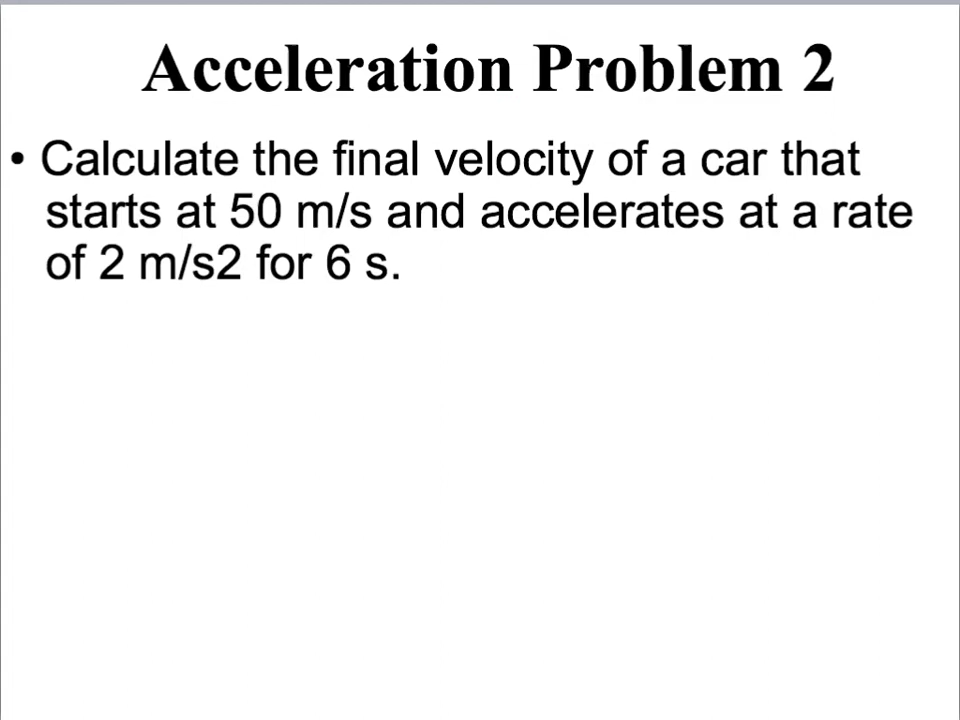 Acceleration Problem 2
• Calculate the final velocity of a car that
starts at 50 m/s and accelerates at a rate
of 2 m/s2 for 6 s.